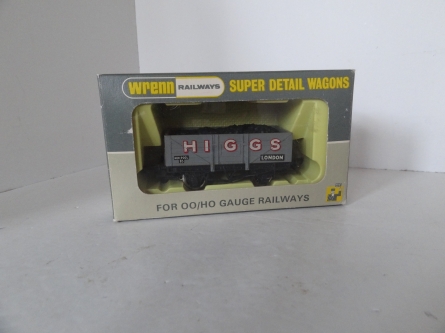 wrenn RAILWAYS SUPER DETAIL WAGONS
HIGGS
LONDON
FOR OO/HO GAUGE RAILWAYS